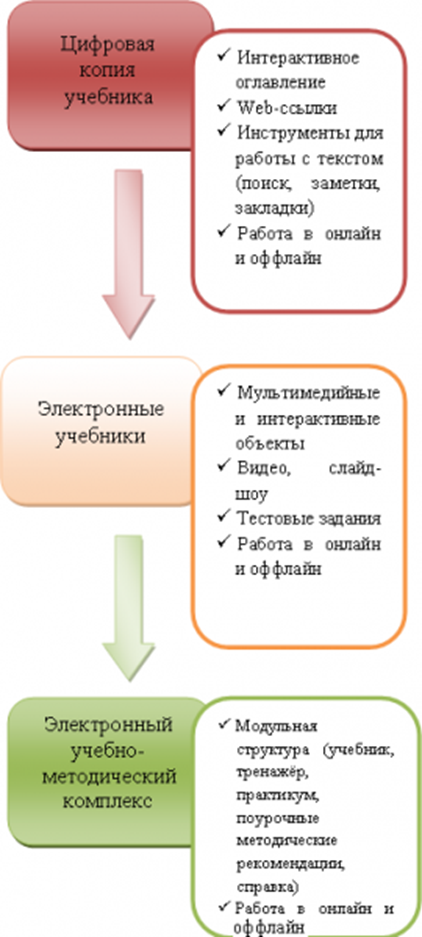 Цифровая
копия
учебника
✓ Интерактивное
оглавление
✓ Web-ссылки
✓ Инструменты для
работы с текстом
(поиск, заметки,
закладки)
✓ Работа в онлайн
и оффлайн
Электронные
учебники
✓ Мультимедийные
и интерактивные
объекты
✓ Видео, слайд-
шоу
✓ Тестовые задания
✓ Работа в онлайн
и оффлайн
Электронный
учебно-
методический
комплекс
✓ Модульная
структура (учебник,
тренажёр,
практикум,
поурочные
методические
рекомендации,
справка)
✓ Работа в онлайн и
оффлайн